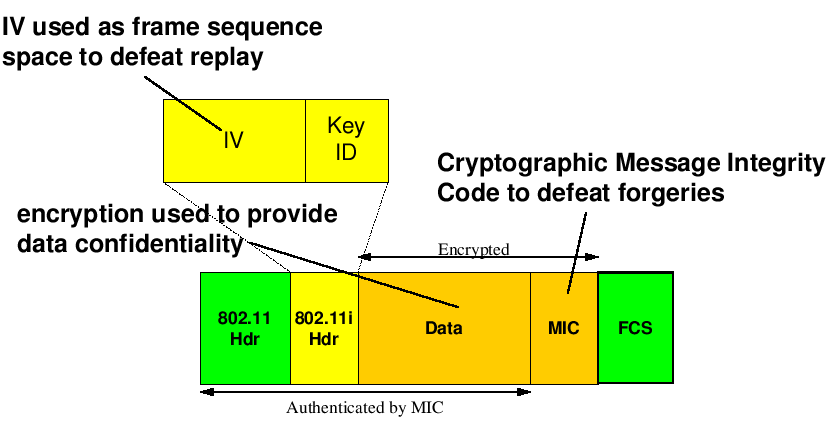 IV used as frame sequence
space to defeat replay
IV
Key
ID
Cryptographic Message Integrity
Code to defeat forgeries
encryption used to provide
data confidentiality
Encrypted
802.11
Hdr
802.11i
Hdr
Data
MIC
FCS
Authenticated by MIC